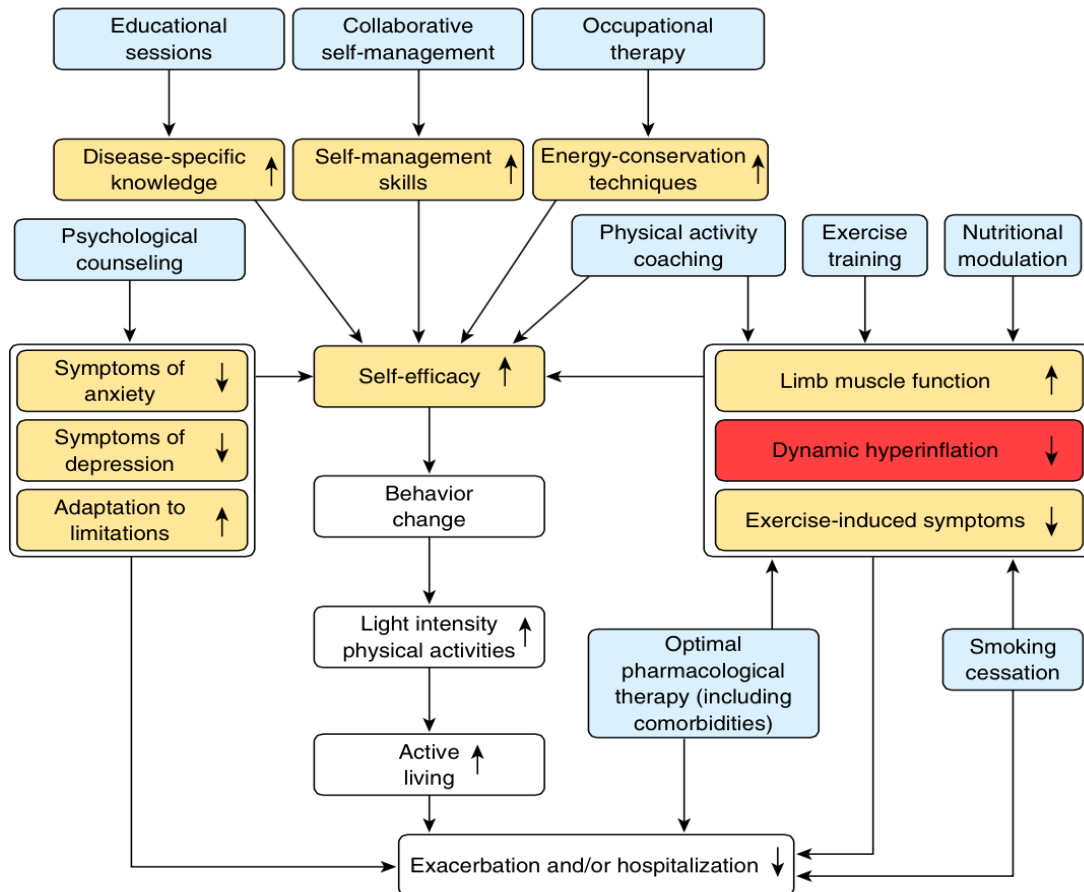 Educational
sessions
Collaborative
self-management
Occupational
therapy
Disease-specific
knowledge
Self-management
skills
Energy-conservation
techniques
Psychological
counseling
Physical activity
coaching
Exercise
training
Nutritional
modulation
Symptoms of
anxiety
Symptoms of
depression
Adaptation to
limitations
Self-efficacy
Limb muscle function
Dynamic hyperinflation
Exercise-induced symptoms
Behavior
change
Light intensity
physical activities
Optimal
pharmacological
therapy (including
comorbidities)
Smoking
cessation
Active
living
Exacerbation and/or hospitalization